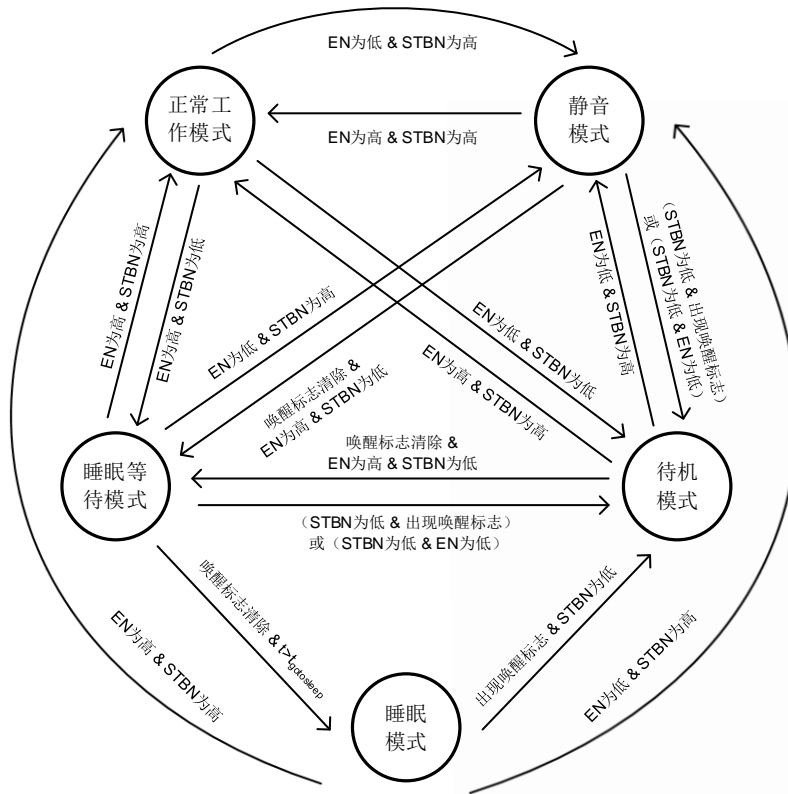 EN为低 & STBN为高
正常工
作模式
静音
模式
EN为高 & STBN为高
EN为高 & STBN为高
EN为高 & STBN为低
EN为低 & STBN为高
唤醒标志清除 &
EN为高 & STBN为低
EN为低 & STBN为低
EN为高 & STBN为高
EN为低 & STBN为高
（STBN为低 & 出现唤醒标志）
或（STBN为低 & EN为低）
睡眠等
待模式
唤醒标志清除 &
EN为高 & STBN为低
待机
模式
（STBN为低 & 出现唤醒标志）
或（STBN为低 & EN为低）
唤醒标志清除 & t>tgotosleep
出现唤醒标志 & STBN为低
EN为高 & STBN为高
EN为低 & STBN为高
睡眠
模式